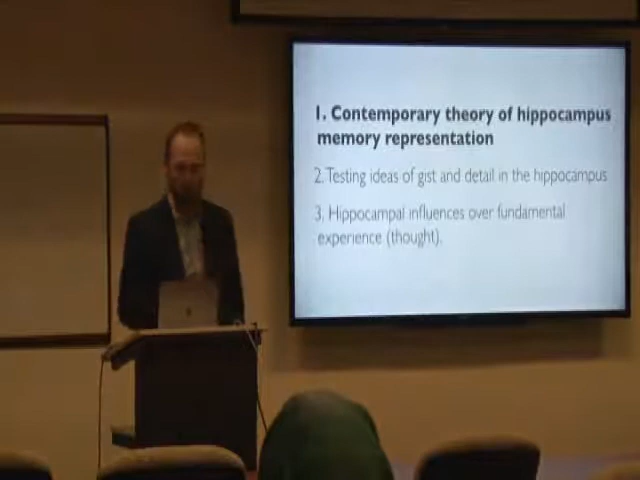 1. Contemporary theory of hippocampus
memory representation
2. Testing ideas of gist and detail in the hippocampus
3. Hippocampal influences over fundamental
experience (thought).